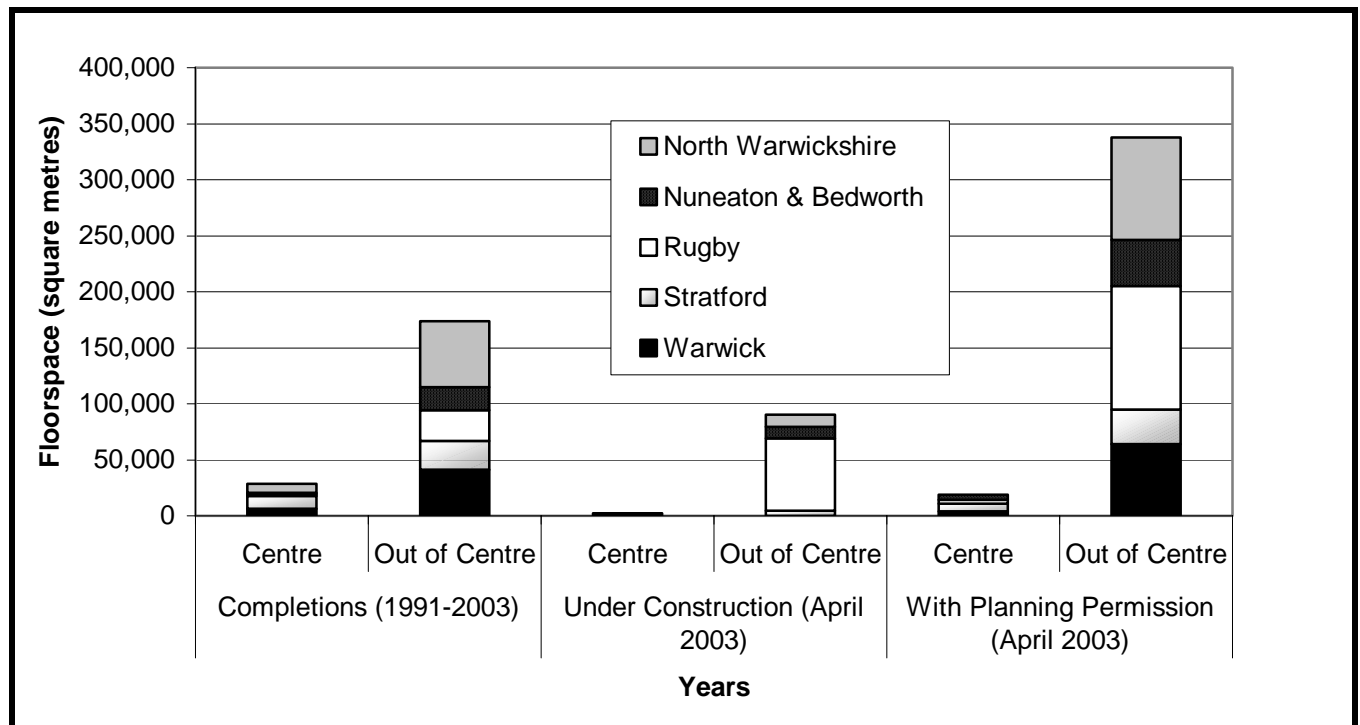 400,000
350,000
300,000
250,000
200,000
150,000
100,000
50,000
0
Floorspace (square metres)
North Warwickshire
Nuneaton & Bedworth
Rugby
Stratford
Warwick
Centre
Out of Centre
Centre
Out of Centre
Centre
Out of Centre
Completions (1991-2003)
Under Construction (April
2003)
With Planning Permission
(April 2003)
Years